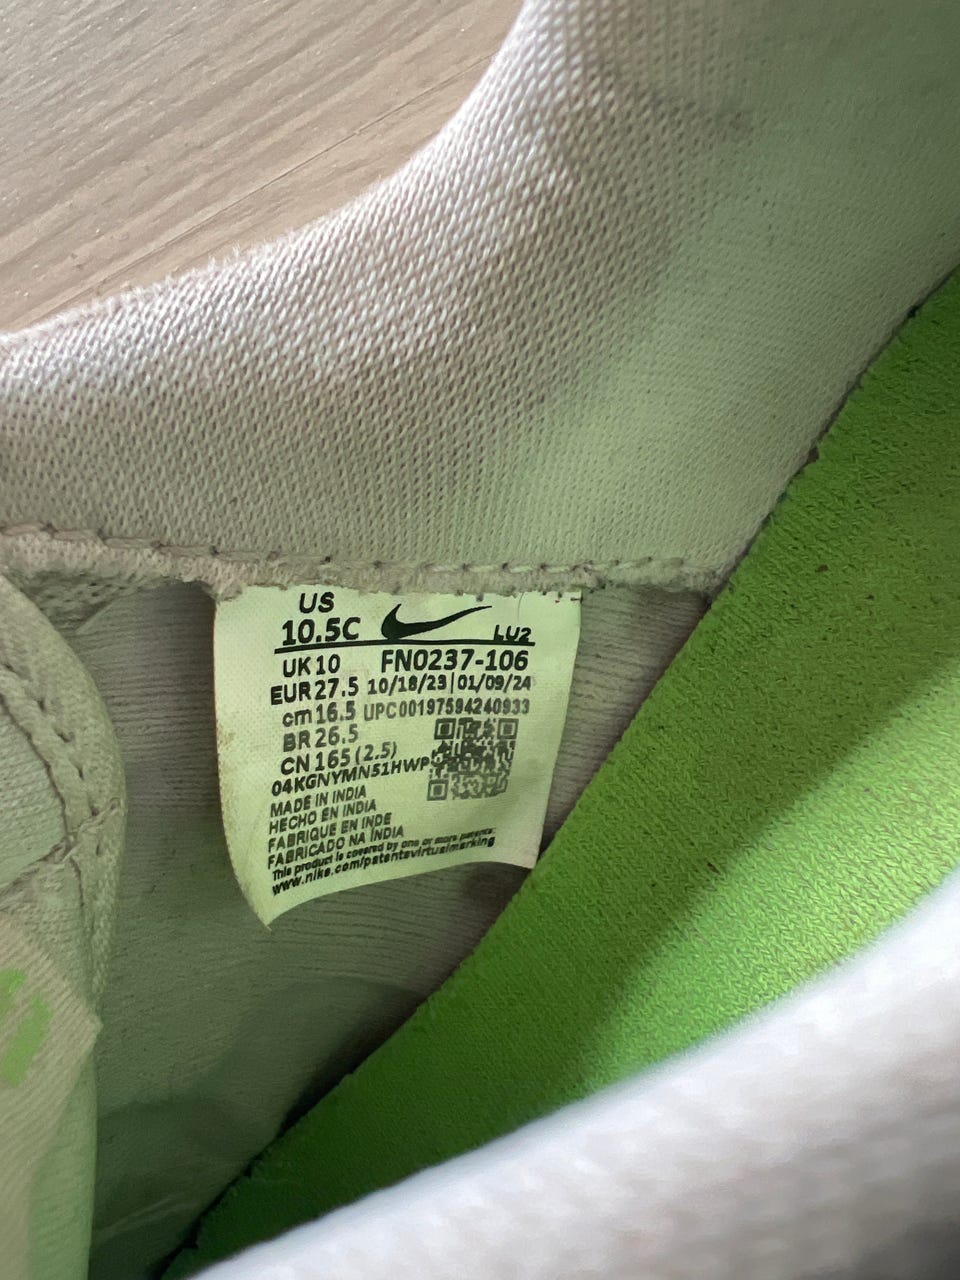 US
10.5C LU2
UK 10 FN0237-106
EUR 27.5 10/18/23 | 01/09/24
cm 16.5 UPC00197594240933
BR 26.5
CN 165 (2.5)
04KGNYMN51HWP
MADE IN INDIA
HECHO EN INDIA
FABRIQUE EN INDE
FABRICADO NA ÍNDIA
This product is covered by one or more patents:
www.nike.com/patentsvirtualmarking